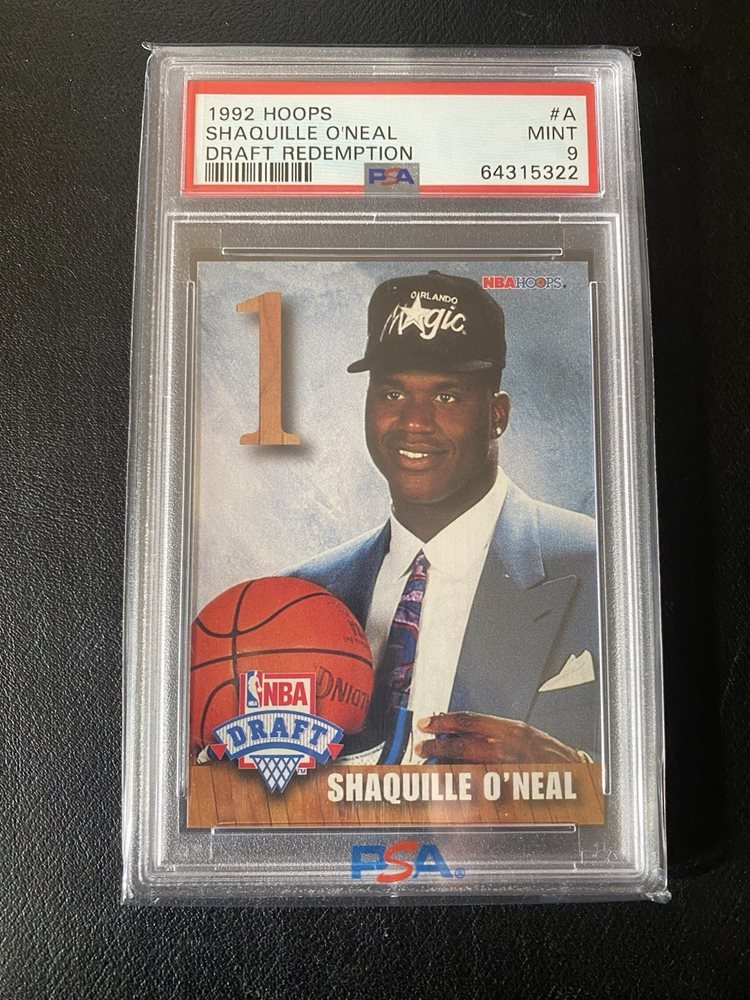 1992 HOOPS #A
SHAQUILLE O'NEAL MINT
DRAFT REDEMPTION 9
PSA 64315322
NBA HOOPS
1
ORLANDO
Magic
NBA
DRAFT
TM
SHAQUILLE O'NEAL
PSA®